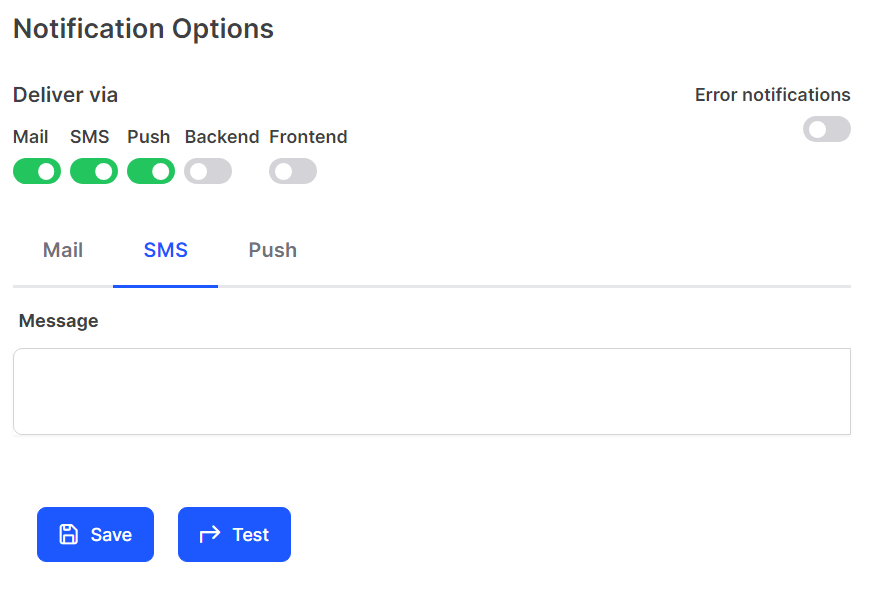 Notification Options
Deliver via
Error notifications
Mail SMS Push Backend Frontend
Mail SMS Push
Message
Save Test